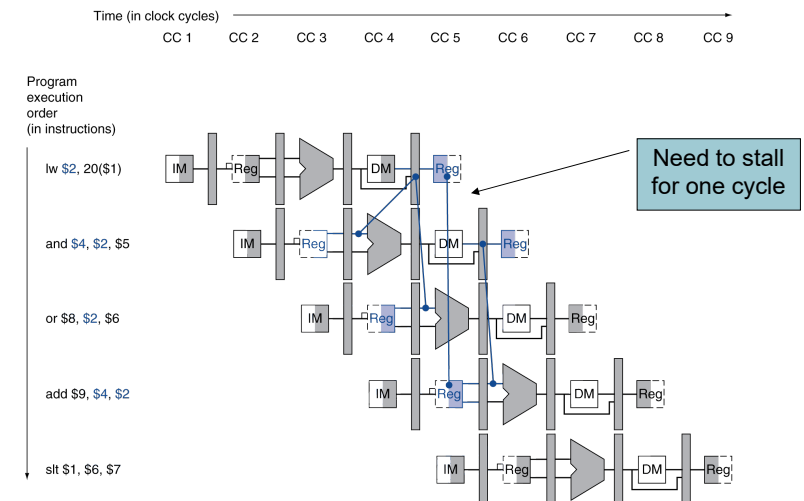 Time (in clock cycles)
CC 1 CC 2 CC 3 CC 4 CC 5 CC 6 CC 7 CC 8 CC 9
Program
execution
order
(in instructions)
Need to stall
for one cycle
lw $2, 20($1) IM Reg DM Reg
and $4, $2, $5 IM Reg DM Reg
or $8, $2, $6 IM Reg DM Reg
add $9, $4, $2 IM Reg DM Reg
slt $1, $6, $7 IM Reg DM Reg